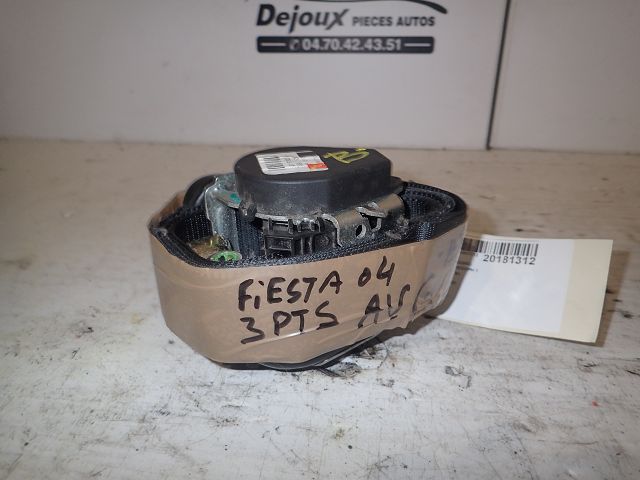 Dejoux PIECES AUTOS
04.70.42.43.51
B
20181312
FiESTA 04
3 PTS AVG